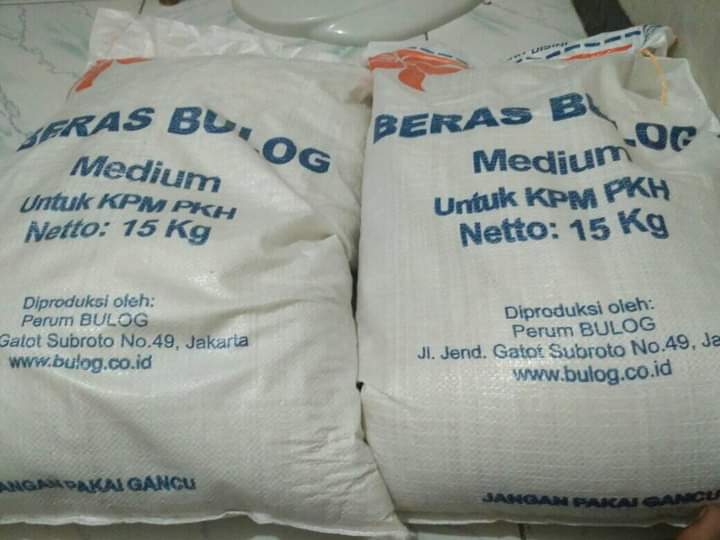 BERAS BULOG
Medium
Untuk KPM PKH
Netto: 15 Kg
Diproduksi oleh:
Perum BULOG
Gatot Subroto No.49, Jakarta
www.bulog.co.id
JANGAN PAKAI GANCU
DISINI
BERAS BULOG
Medium
Untuk KPM PKH
Netto: 15 Kg
Diproduksi oleh:
Perum BULOG
Jl. Jend. Gatot Subroto No.49, Ja
www.bulog.co.id
JANGAN PAKAI GANCU